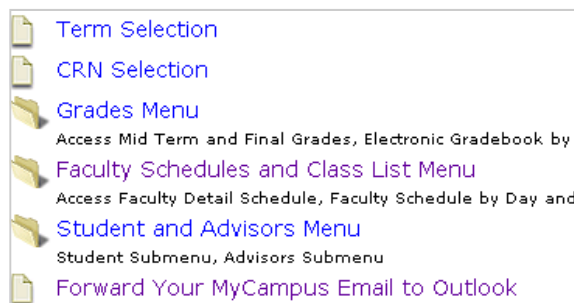 Term Selection
CRN Selection
Grades Menu
Access Mid Term and Final Grades, Electronic Gradebook by
Faculty Schedules and Class List Menu
Access Faculty Detail Schedule, Faculty Schedule by Day and
Student and Advisors Menu
Student Submenu, Advisors Submenu
Forward Your MyCampus Email to Outlook